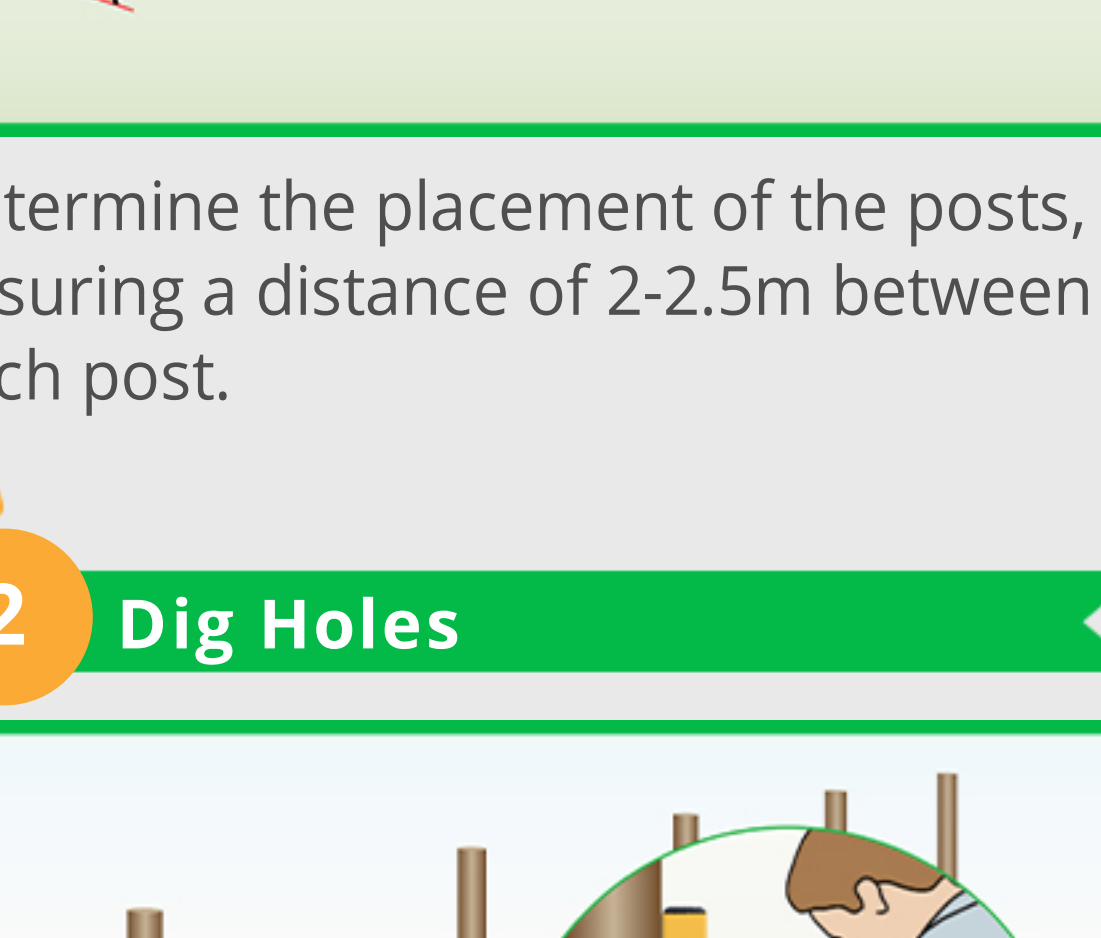 termine the placement of the posts,
suring a distance of 2-2.5m between
ch post.
2
Dig Holes